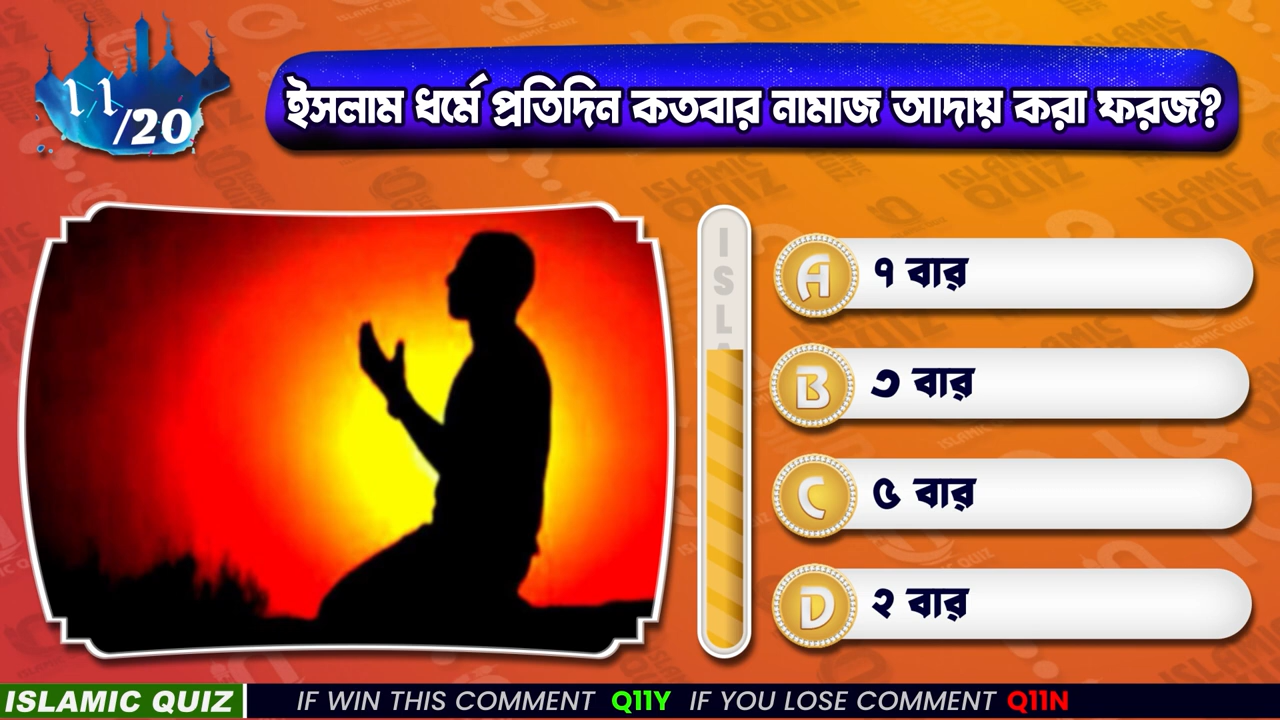 11/20
ইসলাম ধর্মে প্রতিদিন কতবার নামাজ আদায় করা ফরজ?
ISL
A ৭ বার
B ৩ বার
C ৫ বার
D ২ বার
ISLAMIC QUIZ IF WIN THIS COMMENT Q11Y IF YOU LOSE COMMENT Q11N